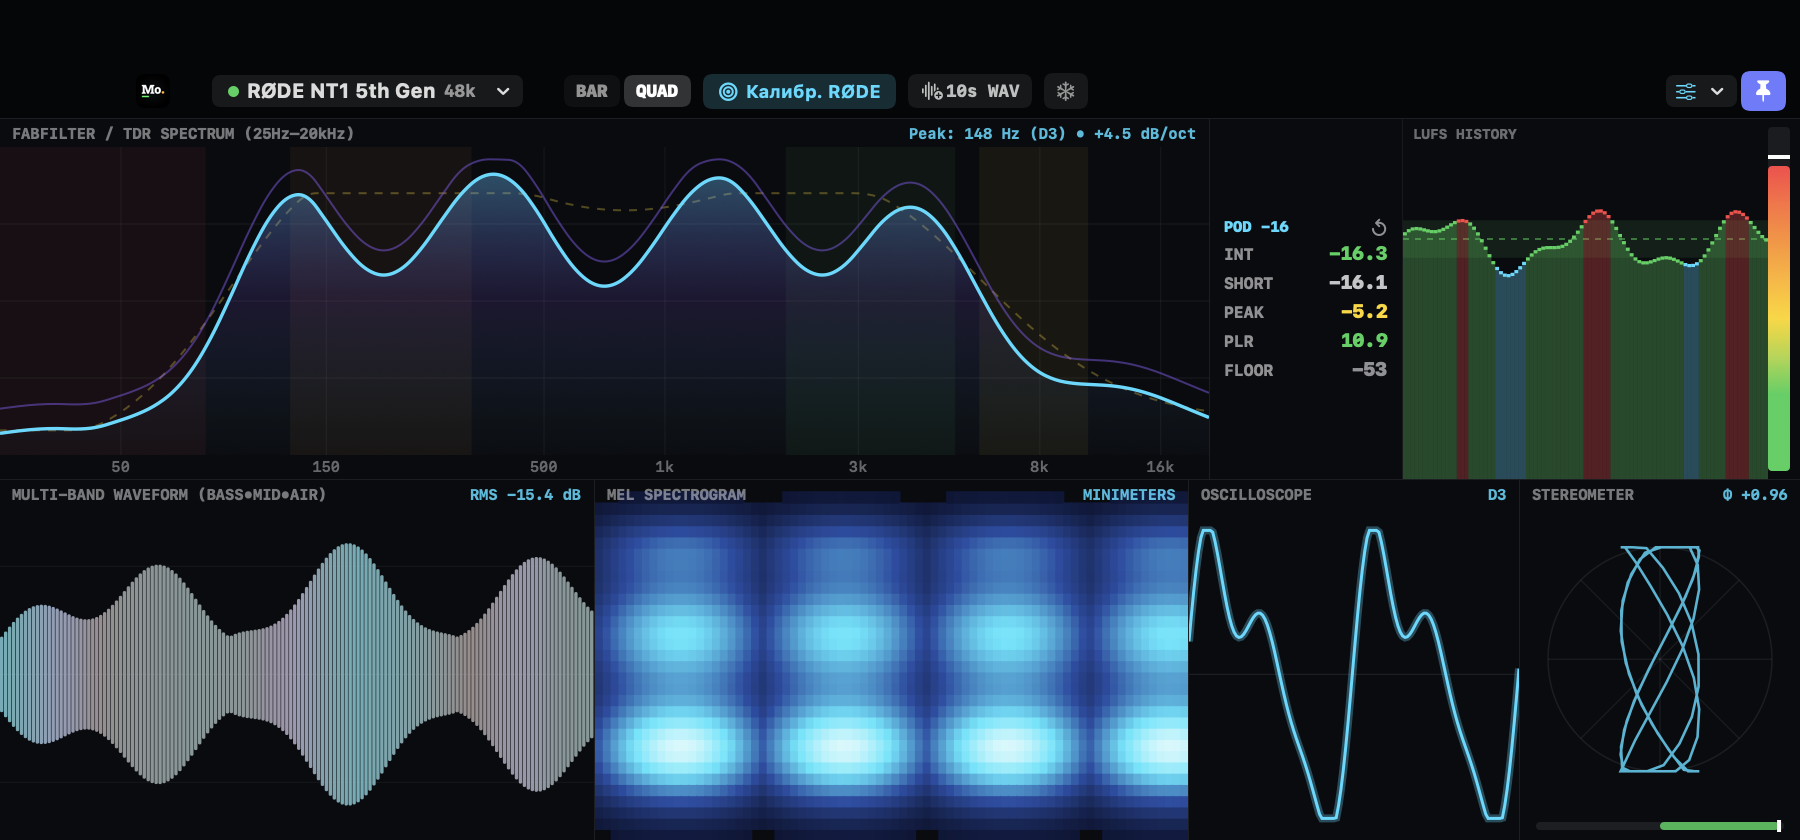 Mo.
RØDE NT1 5th Gen 48k
BAR QUAD
Калибр. RØDE
10s WAV
FABFILTER / TDR SPECTRUM (25Hz–20kHz)
Peak: 148 Hz (D3) • +4.5 dB/oct
50 150 500 1k 3k 8k 16k
POD -16
INT -16.3
SHORT -16.1
PEAK -5.2
PLR 10.9
FLOOR -53
LUFS HISTORY
MULTI-BAND WAVEFORM (BASS•MID•AIR)
RMS -15.4 dB
MEL SPECTROGRAM
MINIMETERS
OSCILLOSCOPE
D3
STEREOMETER
Φ +0.96